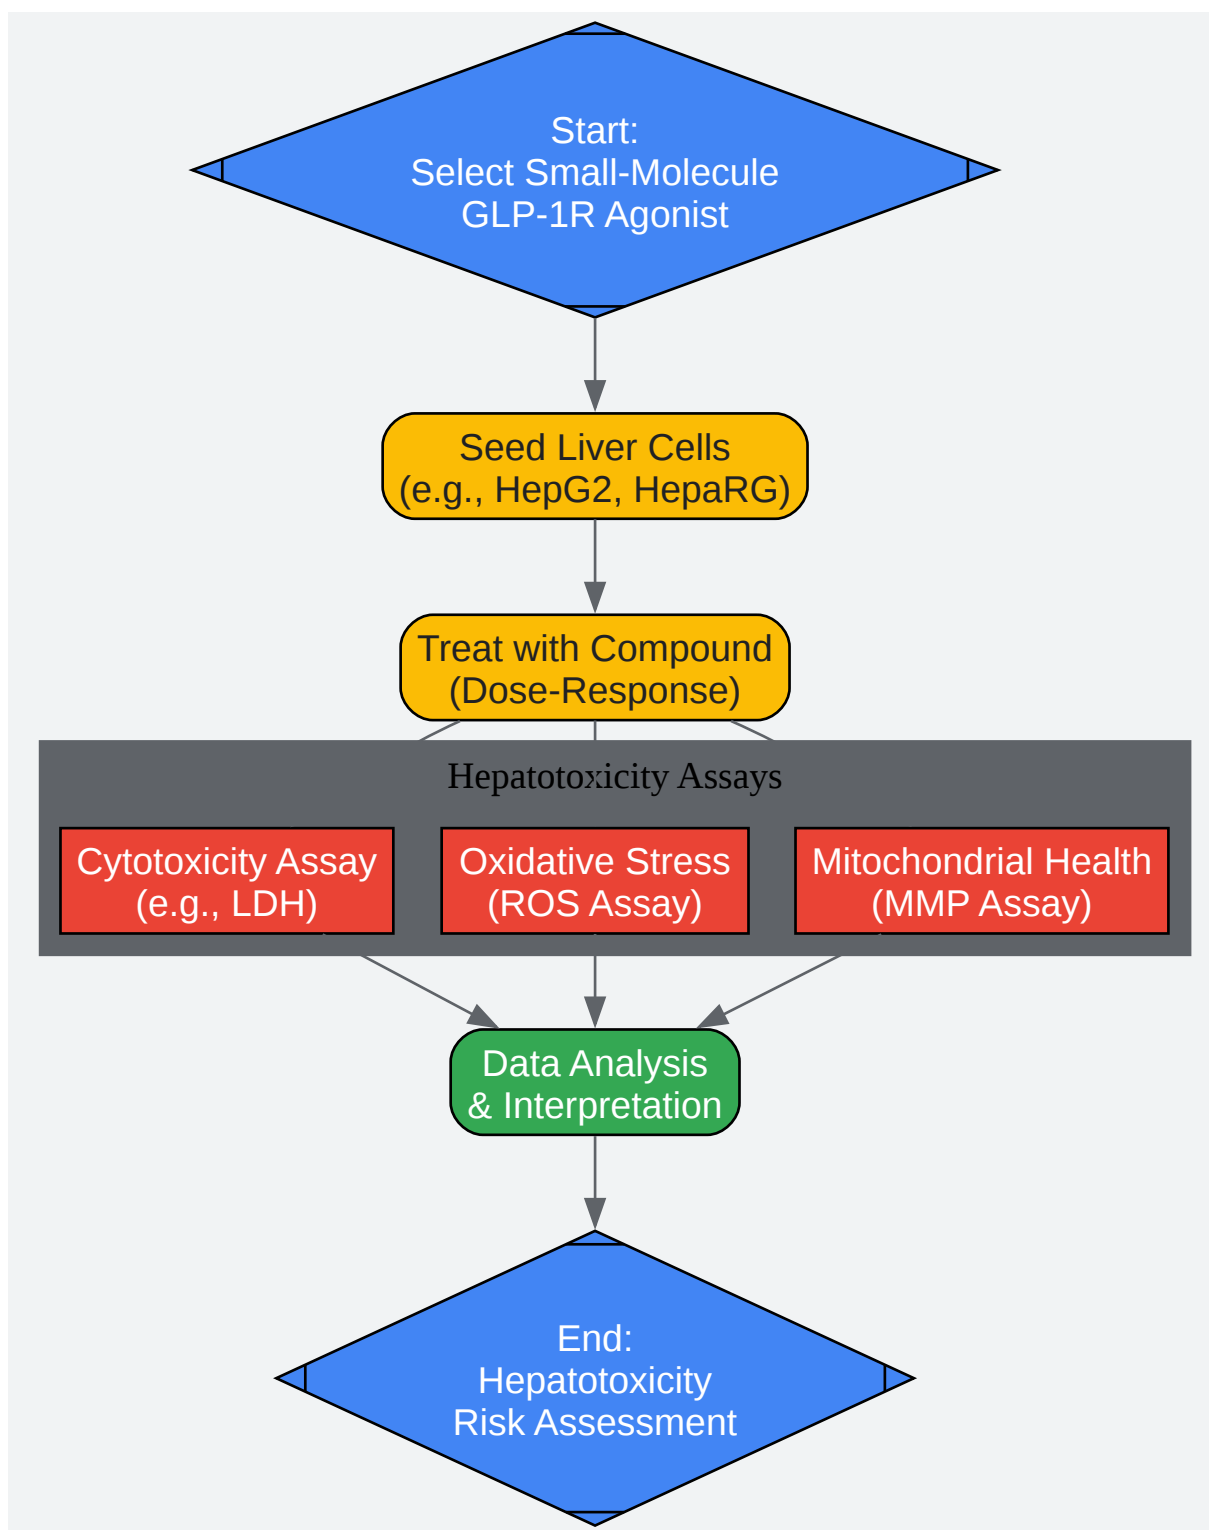 Start:
Select Small-Molecule
GLP-1R Agonist
Seed Liver Cells
(e.g., HepG2, HepaRG)
Treat with Compound
(Dose-Response)
Hepatotoxicity Assays
Cytotoxicity Assay
(e.g., LDH)
Oxidative Stress
(ROS Assay)
Mitochondrial Health
(MMP Assay)
Data Analysis
& Interpretation
End:
Hepatotoxicity
Risk Assessment